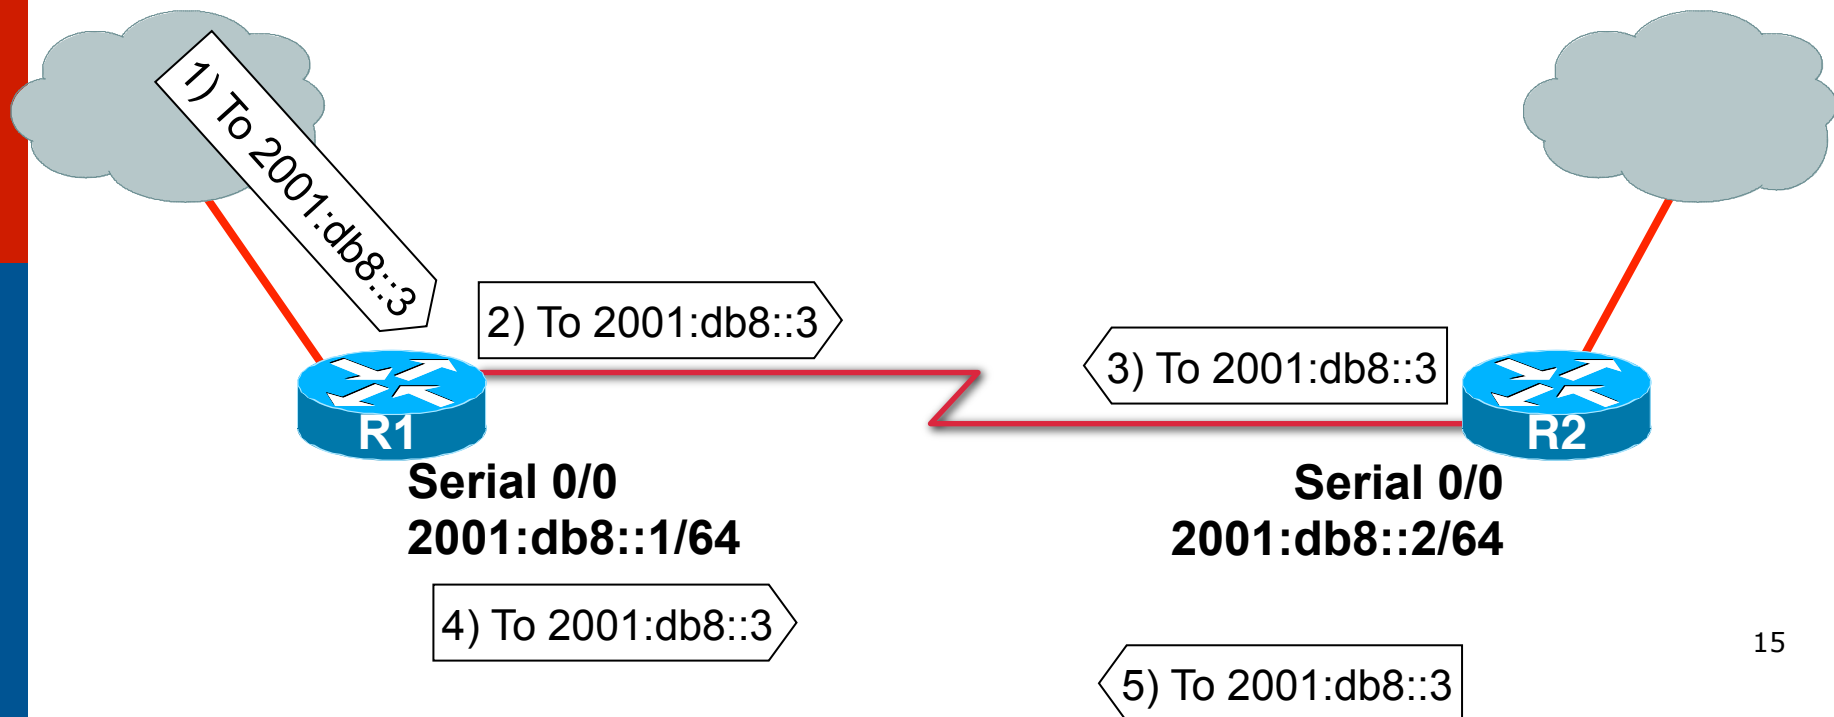 1) To 2001:db8::3
2) To 2001:db8::3
3) To 2001:db8::3
R1
R2
Serial 0/0
2001:db8::1/64
Serial 0/0
2001:db8::2/64
4) To 2001:db8::3
15
5) To 2001:db8::3